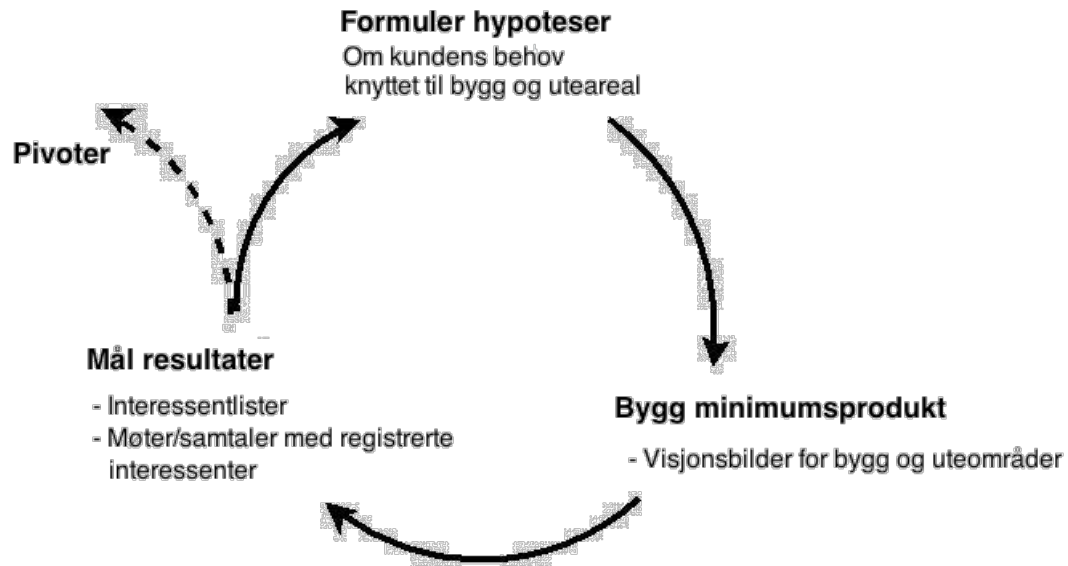 Formuler hypoteser
Om kundens behov
knyttet til bygg og uteareal
Pivoter
Mål resultater
- Interessentlister
- Møter/samtaler med registrerte
interessenter
Bygg minimumsprodukt
- Visjonsbilder for bygg og uteområder